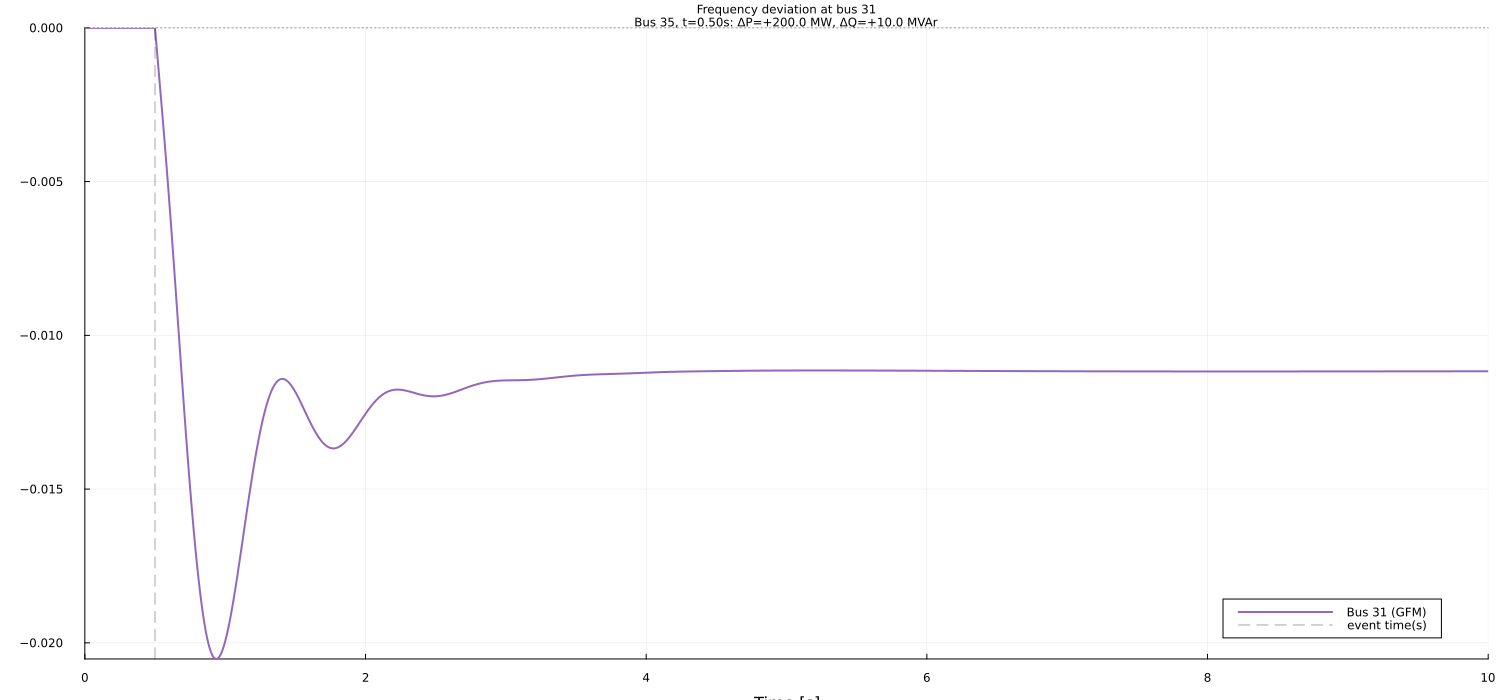 Frequency deviation at bus 31
Bus 35, t=0.50s: ΔP=+200.0 MW, ΔQ=+10.0 MVAr
0.000
−0.005
−0.010
−0.015
−0.020
Bus 31 (GFM)
event time(s)
0 2 4 6 8 10
Time [s]